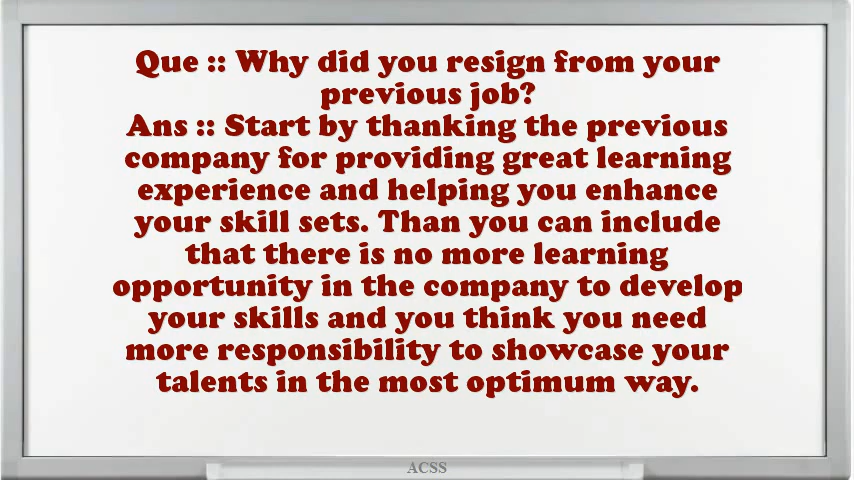 Que :: Why did you resign from your
previous job?
Ans :: Start by thanking the previous
company for providing great learning
experience and helping you enhance
your skill sets. Than you can include
that there is no more learning
opportunity in the company to develop
your skills and you think you need
more responsibility to showcase your
talents in the most optimum way.
ACSS